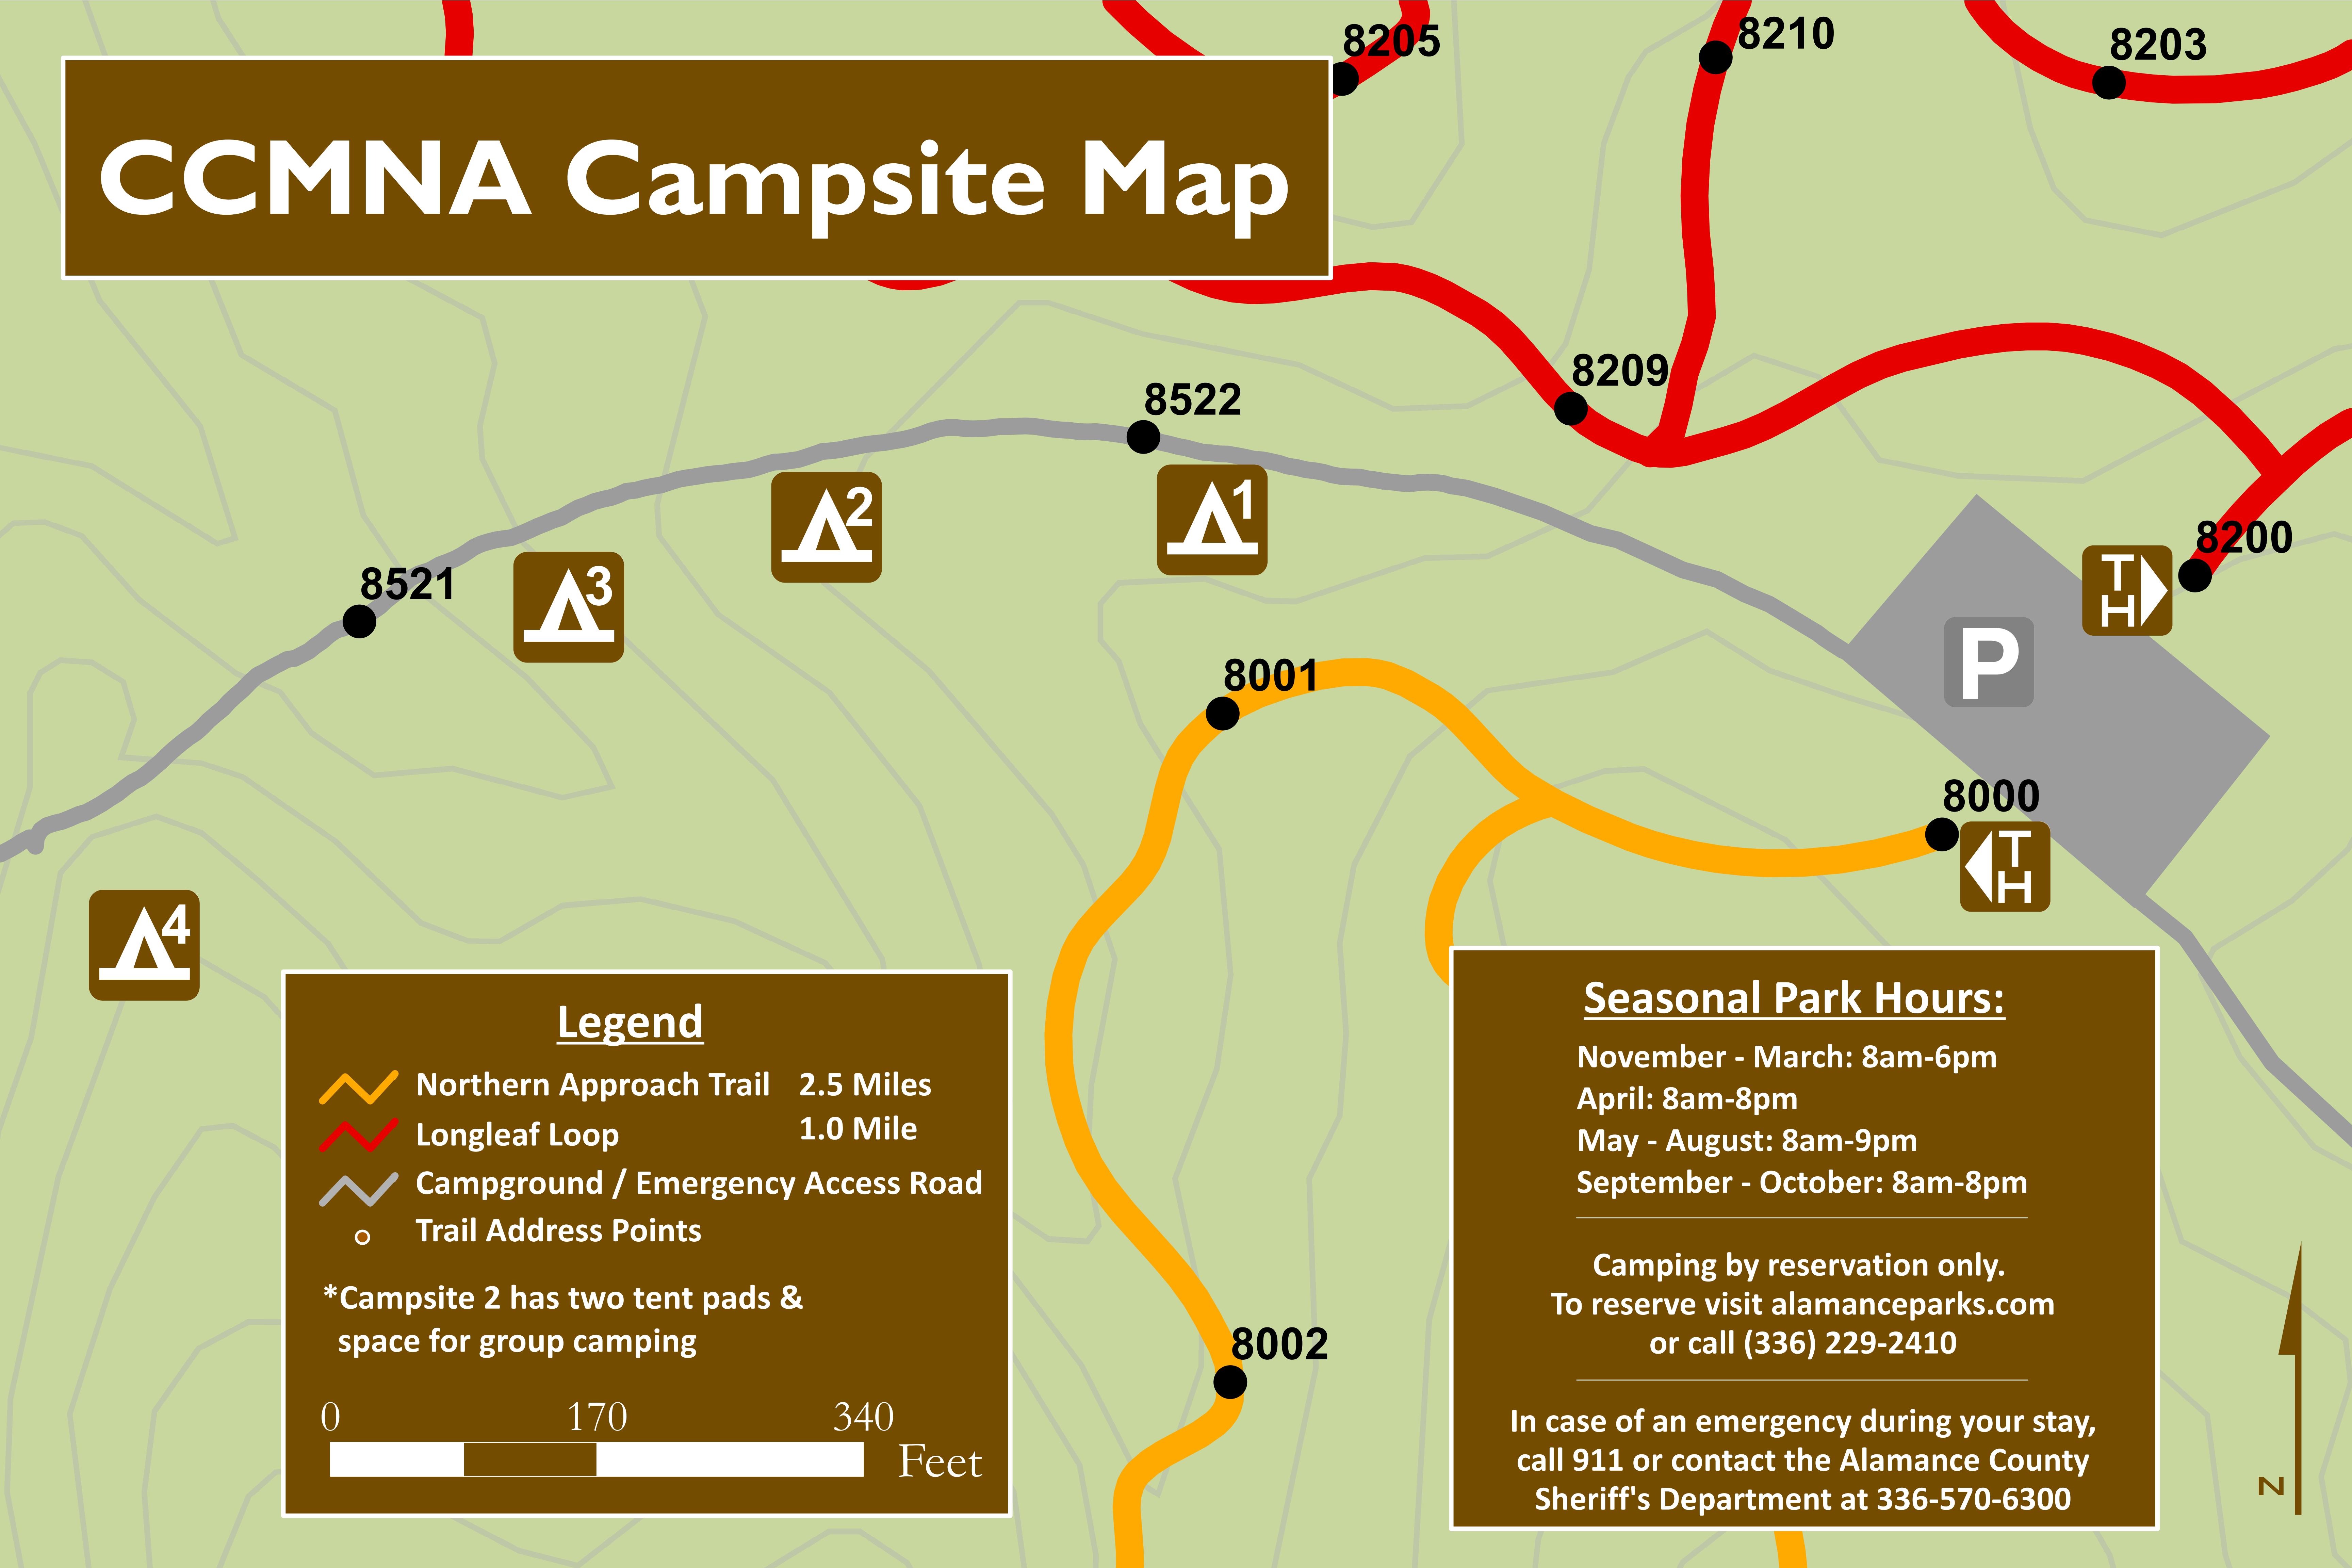 8205
8210
8203
CCMNA Campsite Map
8209
8522
8200
1
2
3
8521
T
H
P
8001
8000
T
H
4
Legend
Northern Approach Trail 2.5 Miles
Longleaf Loop 1.0 Mile
Campground / Emergency Access Road
Trail Address Points
*Campsite 2 has two tent pads &
space for group camping
0 170 340
Feet
Seasonal Park Hours:
November - March: 8am-6pm
April: 8am-8pm
May - August: 8am-9pm
September - October: 8am-8pm
Camping by reservation only.
To reserve visit alamanceparks.com
or call (336) 229-2410
In case of an emergency during your stay,
call 911 or contact the Alamance County
Sheriff's Department at 336-570-6300
8002
N